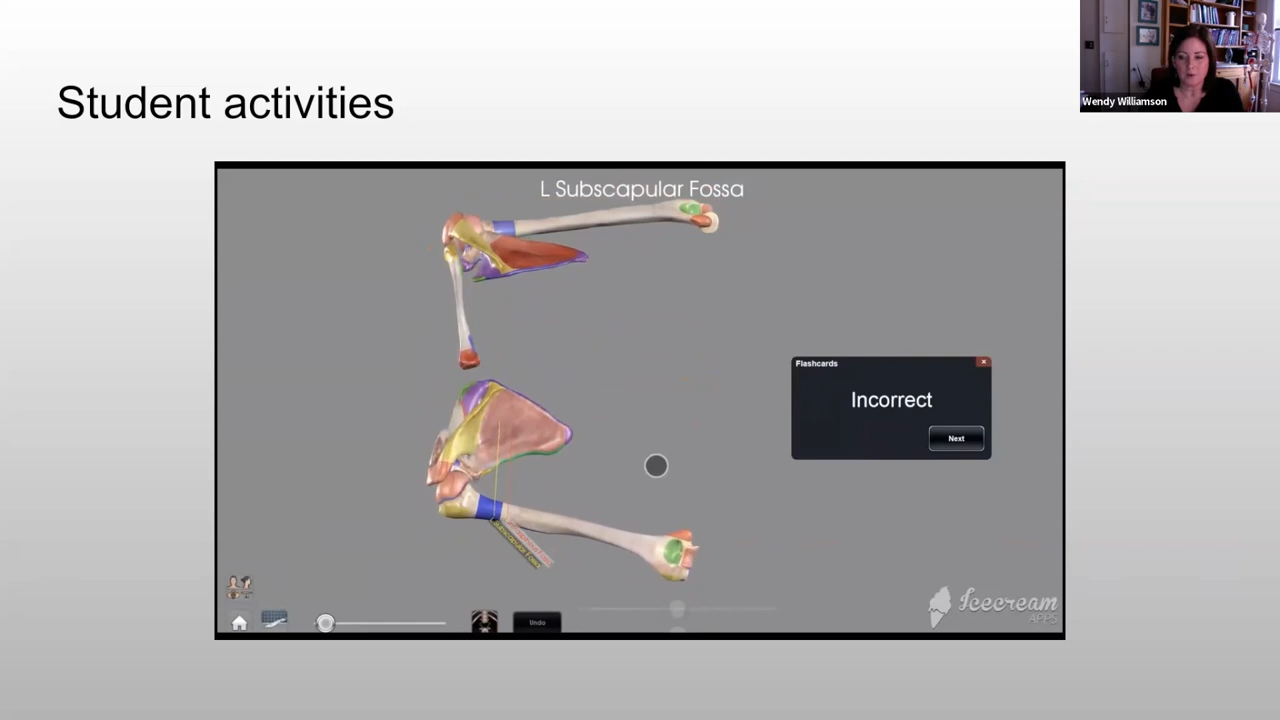 Student activities
Wendy Williamson
L Subscapular Fossa
Flashcards
Incorrect
Next
Undo
Icecream
APPS